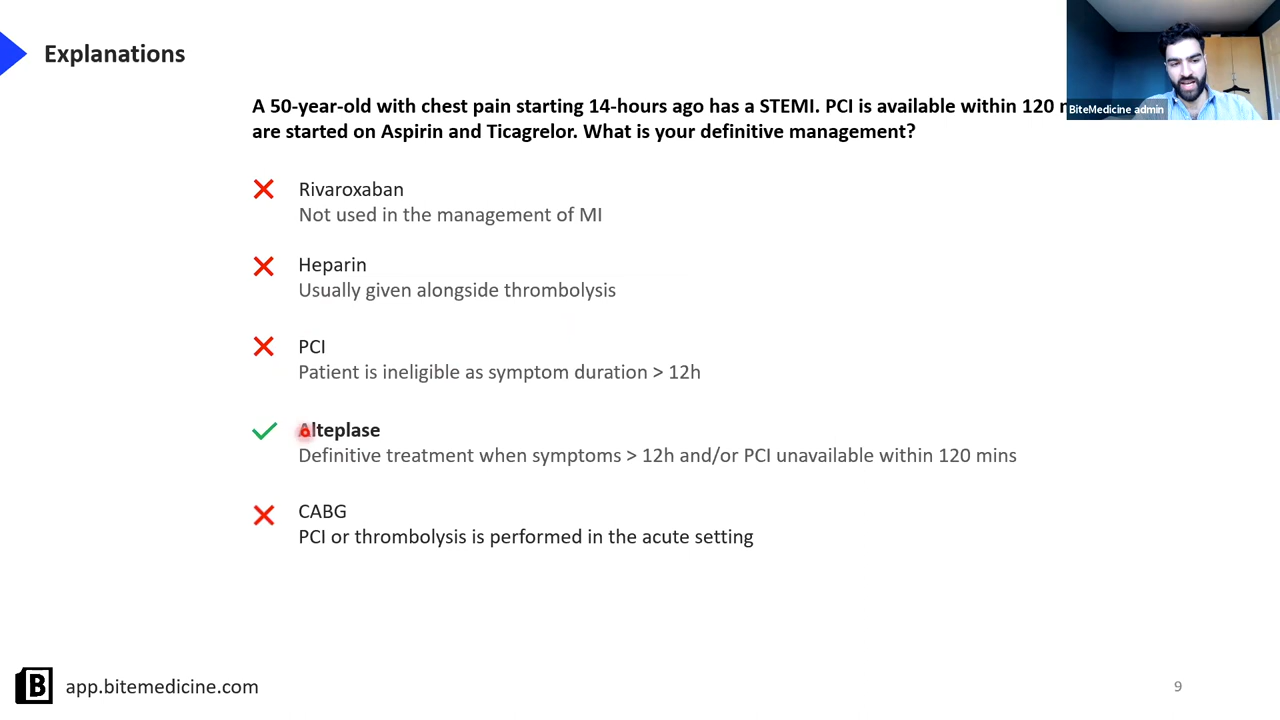 Explanations
A 50-year-old with chest pain starting 14-hours ago has a STEMI. PCI is available within 120
are started on Aspirin and Ticagrelor. What is your definitive management?
BiteMedicine admin
Rivaroxaban
Not used in the management of MI
Heparin
Usually given alongside thrombolysis
PCI
Patient is ineligible as symptom duration > 12h
Alteplase
Definitive treatment when symptoms > 12h and/or PCI unavailable within 120 mins
CABG
PCI or thrombolysis is performed in the acute setting
B
app.bitemedicine.com
9